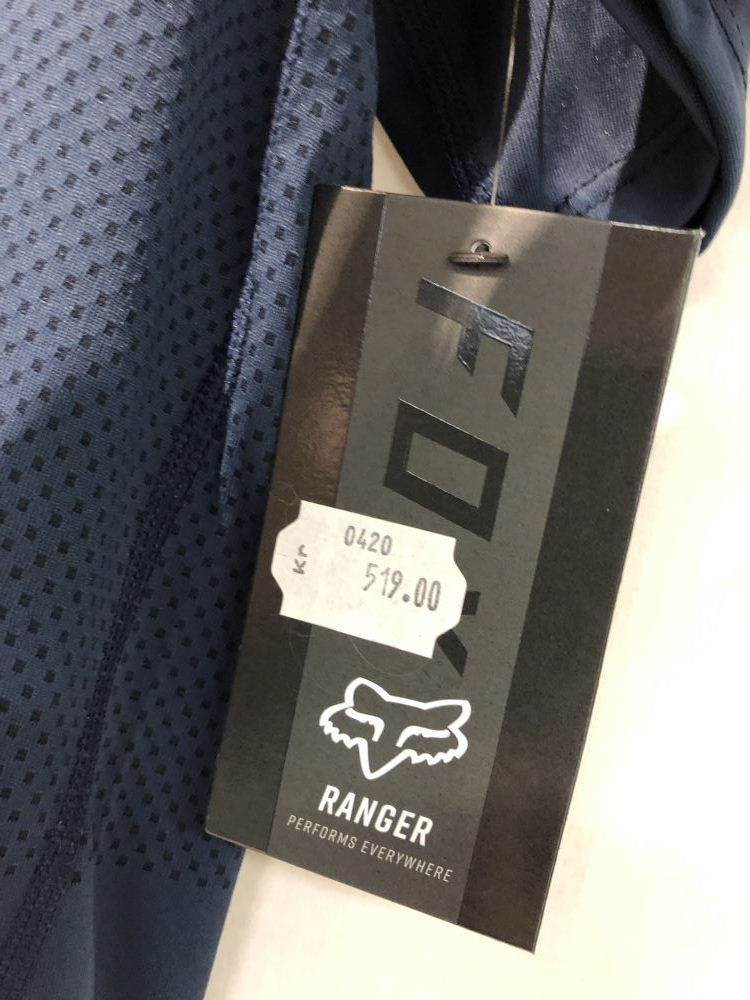 FOX
0420
Kr
519.00
RANGER
PERFORMS EVERYWHERE